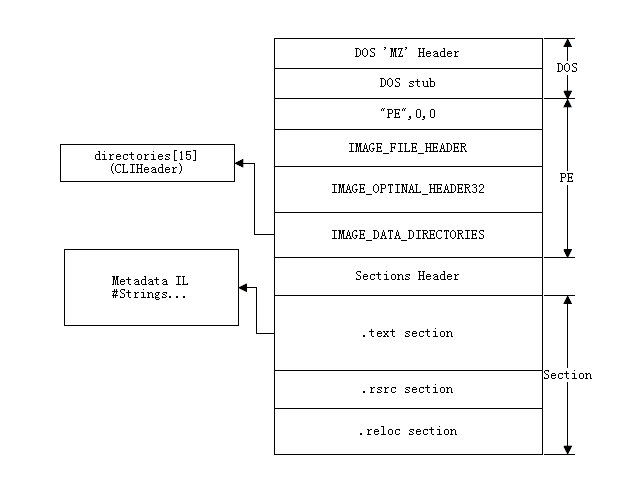 DOS 'MZ' Header
DOS
DOS stub
"PE",0,0
directories[15]
(CLIHeader)
IMAGE_FILE_HEADER
PE
IMAGE_OPTINAL_HEADER32
IMAGE_DATA_DIRECTORIES
Metadata IL
#Strings...
Sections Header
.text section
Section
.rsrc section
.reloc section